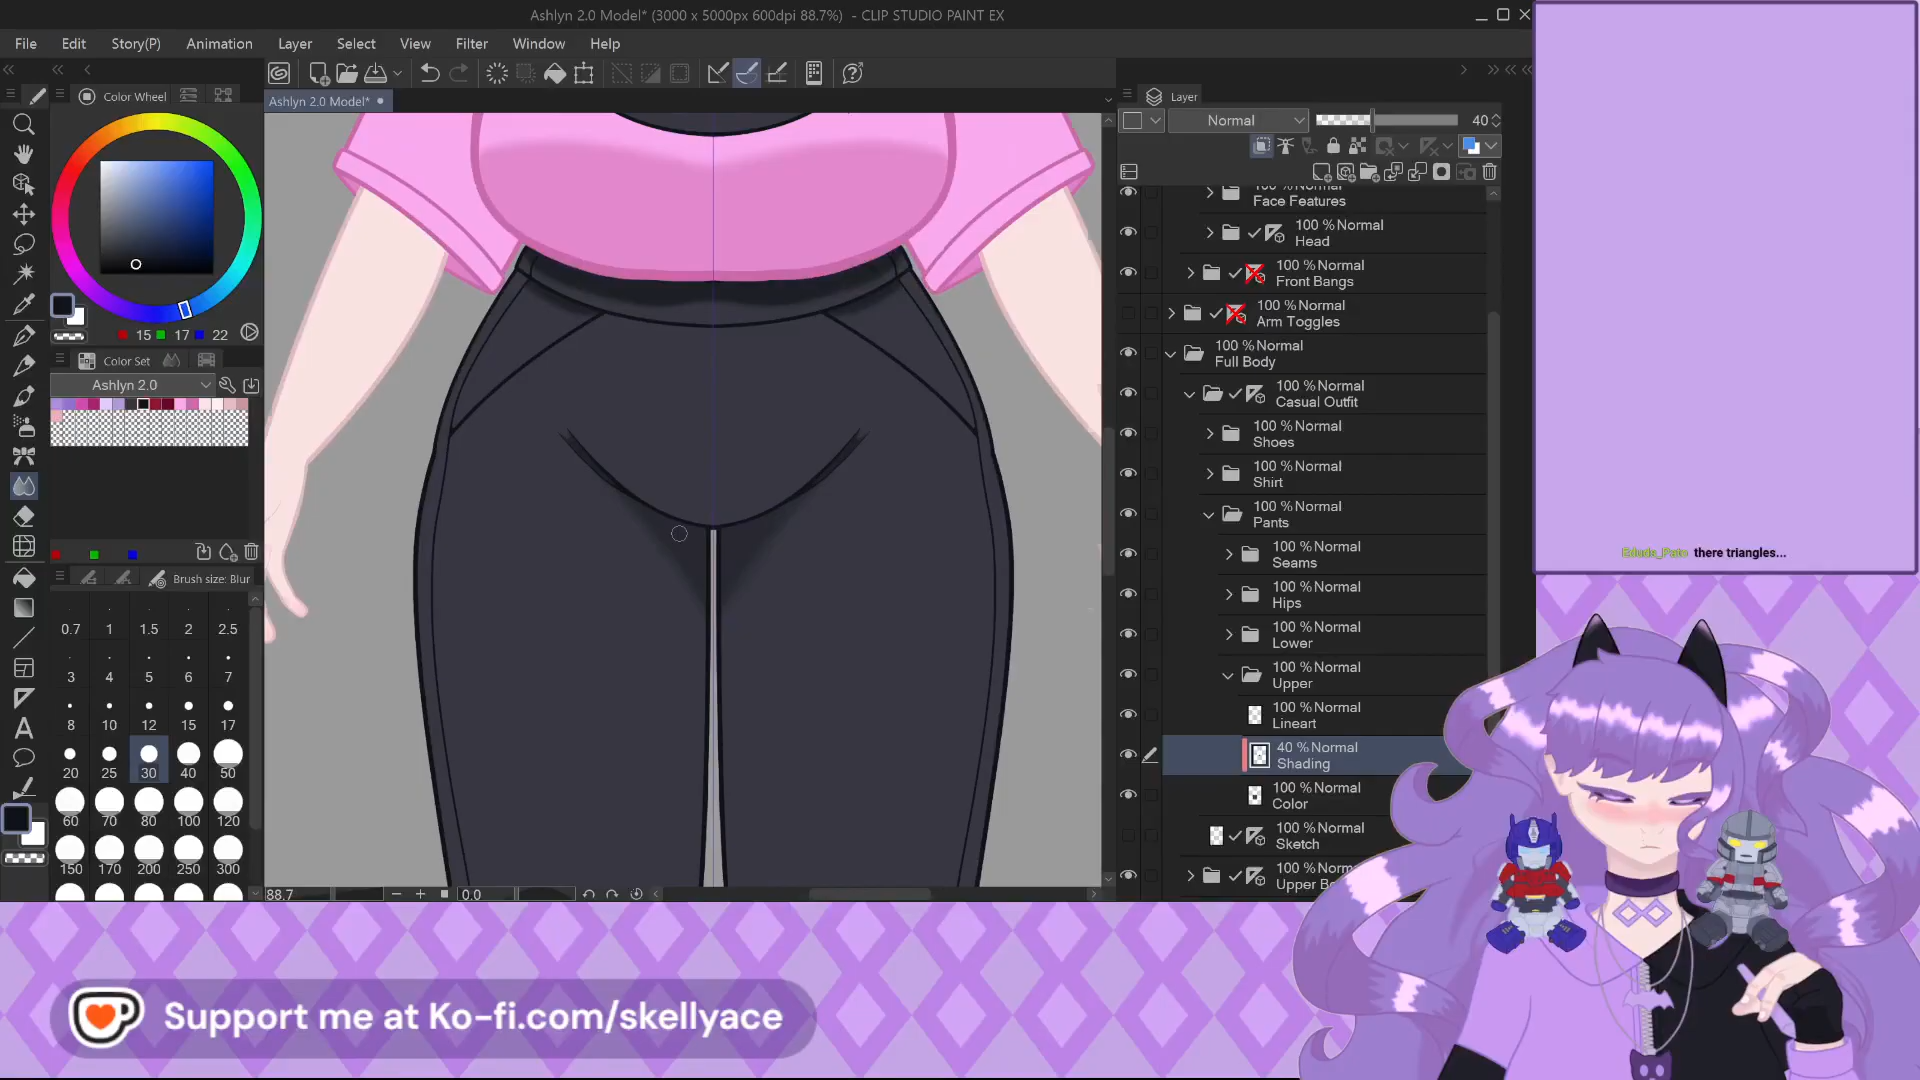 Ashlyn 2.0 Model* (3000 x 5000px 600dpi 88.7%) - CLIP STUDIO PAINT EX
File Edit Story(P) Animation Layer Select View Filter Window Help
Color Wheel
Ashlyn 2.0 Model*
Layer
Normal 40
Face Features
100 %Normal
Head
100 %Normal
Front Bangs
100 %Normal
Arm Toggles
100 %Normal
Full Body
100 %Normal
Casual Outfit
100 %Normal
Shoes
100 %Normal
Shirt
100 %Normal
Pants
100 %Normal
Seams
100 %Normal
Hips
100 %Normal
Lower
100 %Normal
Upper
100 %Normal
Lineart
40 %Normal
Shading
100 %Normal
Color
100 %Normal
Sketch
100 %Norm
Upper Bo
15 17 22
Color Set
Ashlyn 2.0
Brush size: Blur
0.7 1 1.5 2 2.5
3 4 5 6 7
8 10 12 15 17
20 25 30 40 50
60 70 80 100 120
150 170 200 250 300
88.7 0.0
there triangles...
Support me at Ko-fi.com/skellyace